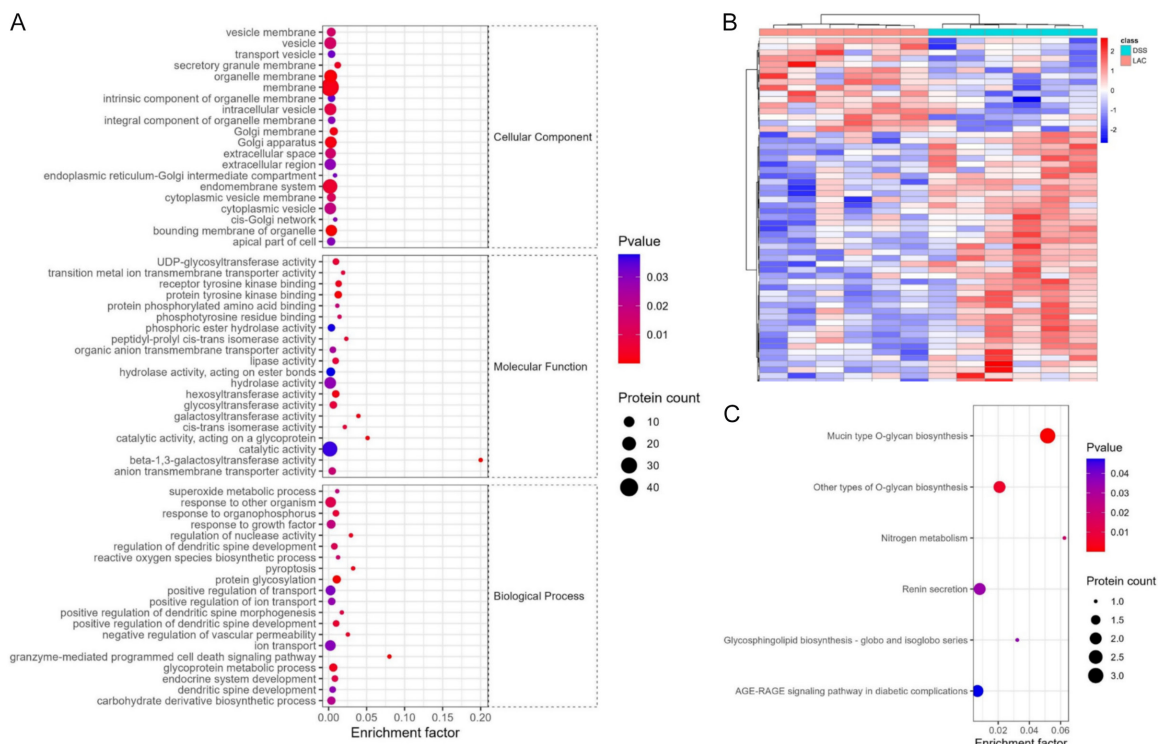 A
vesicle membrane
vesicle
transport vesicle
secretory granule membrane
organelle membrane
membrane
intrinsic component of organelle membrane
intracellular vesicle
integral component of organelle membrane
Golgi membrane
Golgi apparatus
extracellular space
extracellular region
endoplasmic reticulum-Golgi intermediate compartment
endomembrane system
cytoplasmic vesicle membrane
cytoplasmic vesicle
cis-Golgi network
bounding membrane of organelle
apical part of cell
Cellular Component
UDP-glycosyltransferase activity
transition metal ion transmembrane transporter activity
receptor tyrosine kinase binding
protein tyrosine kinase binding
protein phosphorylated amino acid binding
phosphotyrosine residue binding
phosphoric ester hydrolase activity
peptidyl-prolyl cis-trans isomerase activity
organic anion transmembrane transporter activity
lipase activity
hydrolase activity, acting on ester bonds
hydrolase activity
hexosyltransferase activity
glycosyltransferase activity
galactosyltransferase activity
cis-trans isomerase activity
catalytic activity, acting on a glycoprotein
catalytic activity
beta-1,3-galactosyltransferase activity
anion transmembrane transporter activity
Molecular Function
superoxide metabolic process
response to other organism
response to organophosphorus
response to growth factor
regulation of nuclease activity
regulation of dendritic spine development
reactive oxygen species biosynthetic process
pyroptosis
protein glycosylation
positive regulation of transport
positive regulation of ion transport
positive regulation of dendritic spine morphogenesis
positive regulation of dendritic spine development
negative regulation of vascular permeability
ion transport
granzyme-mediated programmed cell death signaling pathway
glycoprotein metabolic process
endocrine system development
dendritic spine development
carbohydrate derivative biosynthetic process
Biological Process
0.00 0.05 0.10 0.15 0.20
Enrichment factor
Pvalue
0.03
0.02
0.01
Protein count
10
20
30
40
B
2
1
0
-1
-2
class
DSS
LAC
C
Mucin type O-glycan biosynthesis
Other types of O-glycan biosynthesis
Nitrogen metabolism
Renin secretion
Glycosphingolipid biosynthesis - globo and isoglobo series
AGE-RAGE signaling pathway in diabetic complications
0.02 0.04 0.06
Enrichment factor
Pvalue
0.04
0.03
0.02
0.01
Protein count
1.0
1.5
2.0
2.5
3.0